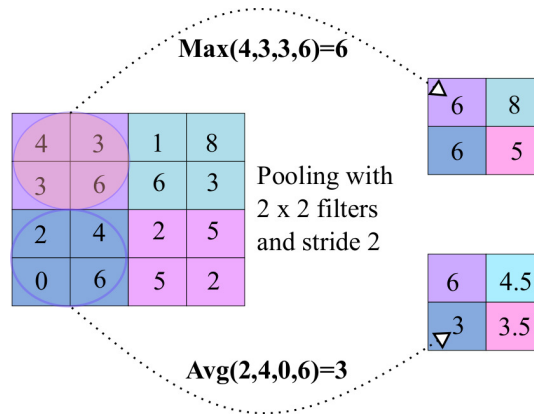 Max(4,3,3,6)=6
4 3 1 8
3 6 6 3
2 4 2 5
0 6 5 2
Pooling with
2 x 2 filters
and stride 2
6 8
6 5
6 4.5
3 3.5
Avg(2,4,0,6)=3